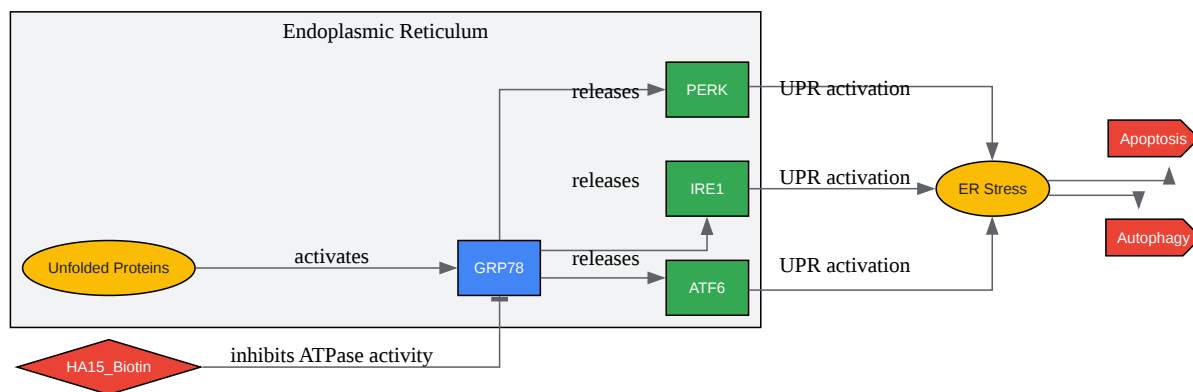 Endoplasmic Reticulum
releases
PERK
UPR activation
Apoptosis
releases
IRE1
UPR activation
ER Stress
Autophagy
Unfolded Proteins
activates
GRP78
releases
ATF6
UPR activation
HA15_Biotin
inhibits ATPase activity